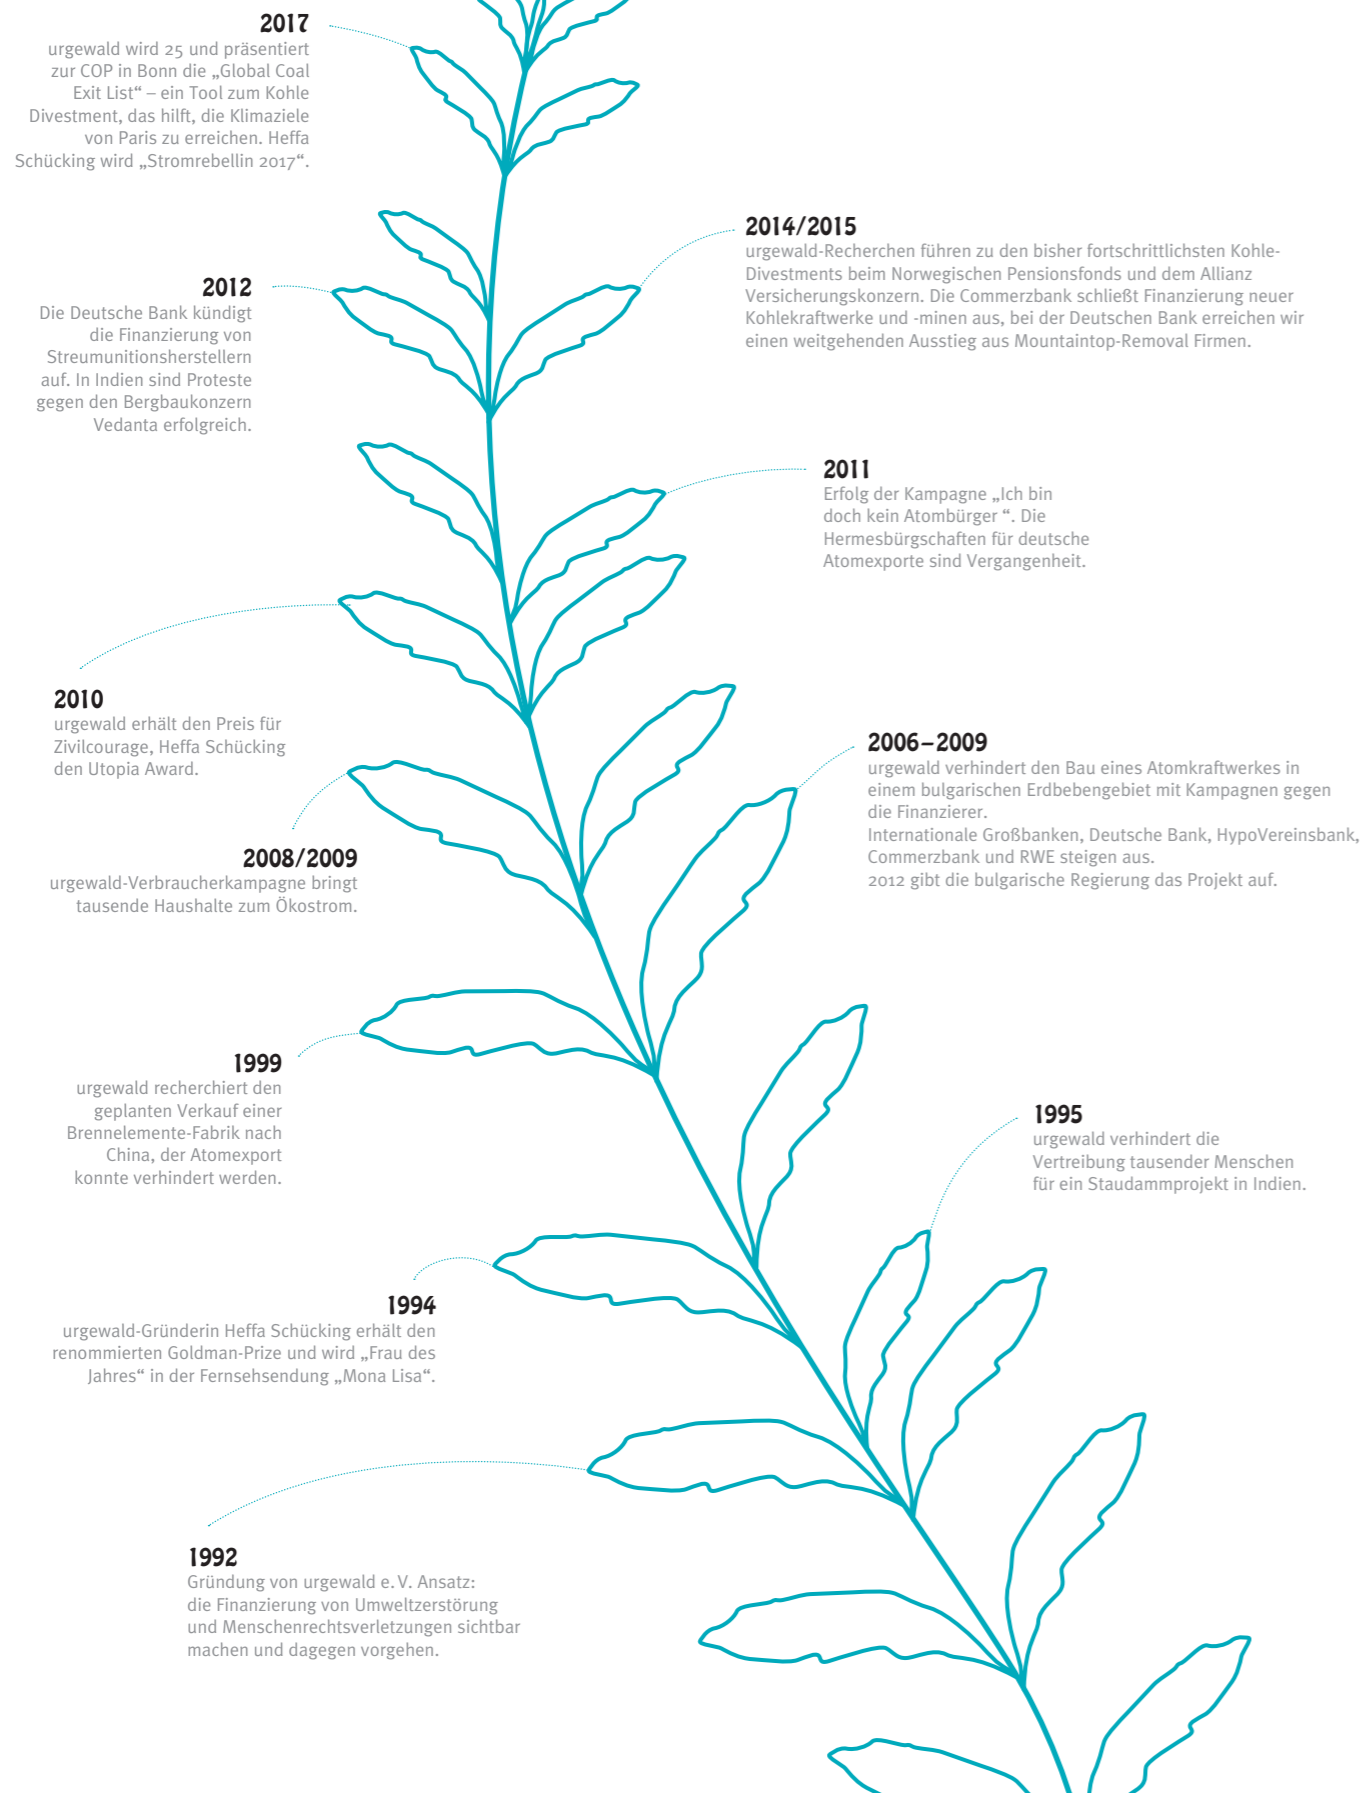 2017
urgewald wird 25 und präsentiert
zur COP in Bonn die „Global Coal
Exit List“ – ein Tool zum Kohle
Divestment, das hilft, die Klimaziele
von Paris zu erreichen. Heffa
Schücking wird „Stromrebellin 2017“.
2014/2015
urgewald-Recherchen führen zu den bisher fortschrittlichsten Kohle-
Divestments beim Norwegischen Pensionsfonds und dem Allianz
Versicherungskonzern. Die Commerzbank schließt Finanzierung neuer
Kohlekraftwerke und -minen aus, bei der Deutschen Bank erreichen wir
einen weitgehenden Ausstieg aus Mountaintop-Removal Firmen.
2012
Die Deutsche Bank kündigt
die Finanzierung von
Streumunitionsherstellern
auf. In Indien sind Proteste
gegen den Bergbaukonzern
Vedanta erfolgreich.
2011
Erfolg der Kampagne „Ich bin
doch kein Atombürger “. Die
Hermesbürgschaften für deutsche
Atomexporte sind Vergangenheit.
2010
urgewald erhält den Preis für
Zivilcourage, Heffa Schücking
den Utopia Award.
2006–2009
urgewald verhindert den Bau eines Atomkraftwerkes in
einem bulgarischen Erdbebengebiet mit Kampagnen gegen
die Finanzierer.
Internationale Großbanken, Deutsche Bank, HypoVereinsbank,
Commerzbank und RWE steigen aus.
2012 gibt die bulgarische Regierung das Projekt auf.
2008/2009
urgewald-Verbraucherkampagne bringt
tausende Haushalte zum Ökostrom.
1999
urgewald recherchiert den
geplanten Verkauf einer
Brennelemente-Fabrik nach
China, der Atomexport
konnte verhindert werden.
1995
urgewald verhindert die
Vertreibung tausender Menschen
für ein Staudammprojekt in Indien.
1994
urgewald-Gründerin Heffa Schücking erhält den
renommierten Goldman-Prize und wird „Frau des
Jahres“ in der Fernsehsendung „Mona Lisa“.
1992
Gründung von urgewald e. V. Ansatz:
die Finanzierung von Umweltzerstörung
und Menschenrechtsverletzungen sichtbar
machen und dagegen vorgehen.